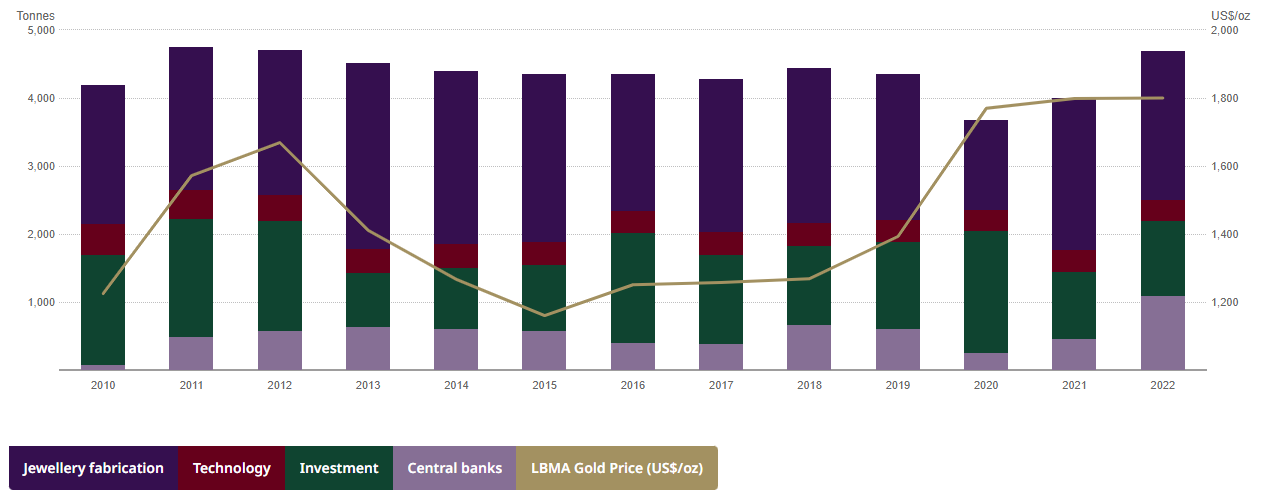 Tonnes US$/oz
5,000 2,000
4,000 1,800
3,000 1,600
2,000 1,400
1,000 1,200
2010 2011 2012 2013 2014 2015 2016 2017 2018 2019 2020 2021 2022
Jewellery fabrication Technology Investment Central banks LBMA Gold Price (US$/oz)